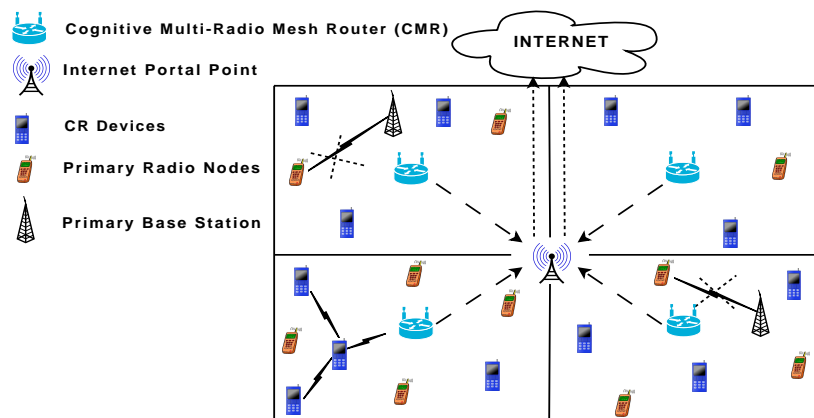 Cognitive Multi-Radio Mesh Router (CMR)
INTERNET
Internet Portal Point
CR Devices
Primary Radio Nodes
Primary Base Station